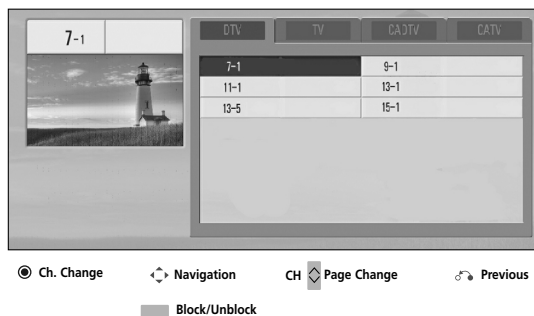 7-1
DTV TV CADTV CATV
7-1 9-1
11-1 13-1
13-5 15-1
Ch. Change Navigation CH Page Change Previous
Block/Unblock